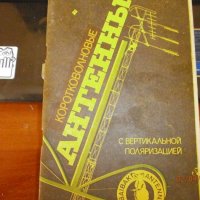 КОРОТКОВОЛНОВЫЕ
АНТЕННЫ
С ВЕРТИКАЛЬНОЙ
ПОЛЯРИЗАЦИЕЙ